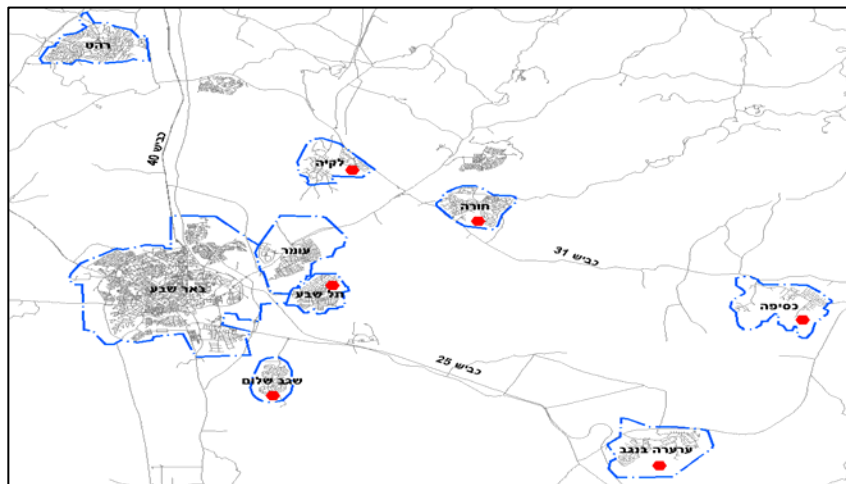 רהט
כביש 40
לקיה
חורה
עומר
כביש 31
באר שבע
תל שבע
כסיפה
כביש 25
שגב שלום
ערערה בנגב